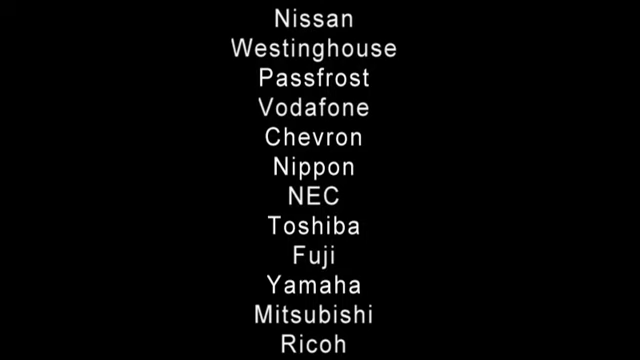 Nissan
Westinghouse
Passfrost
Vodafone
Chevron
Nippon
NEC
Toshiba
Fuji
Yamaha
Mitsubishi
Ricoh